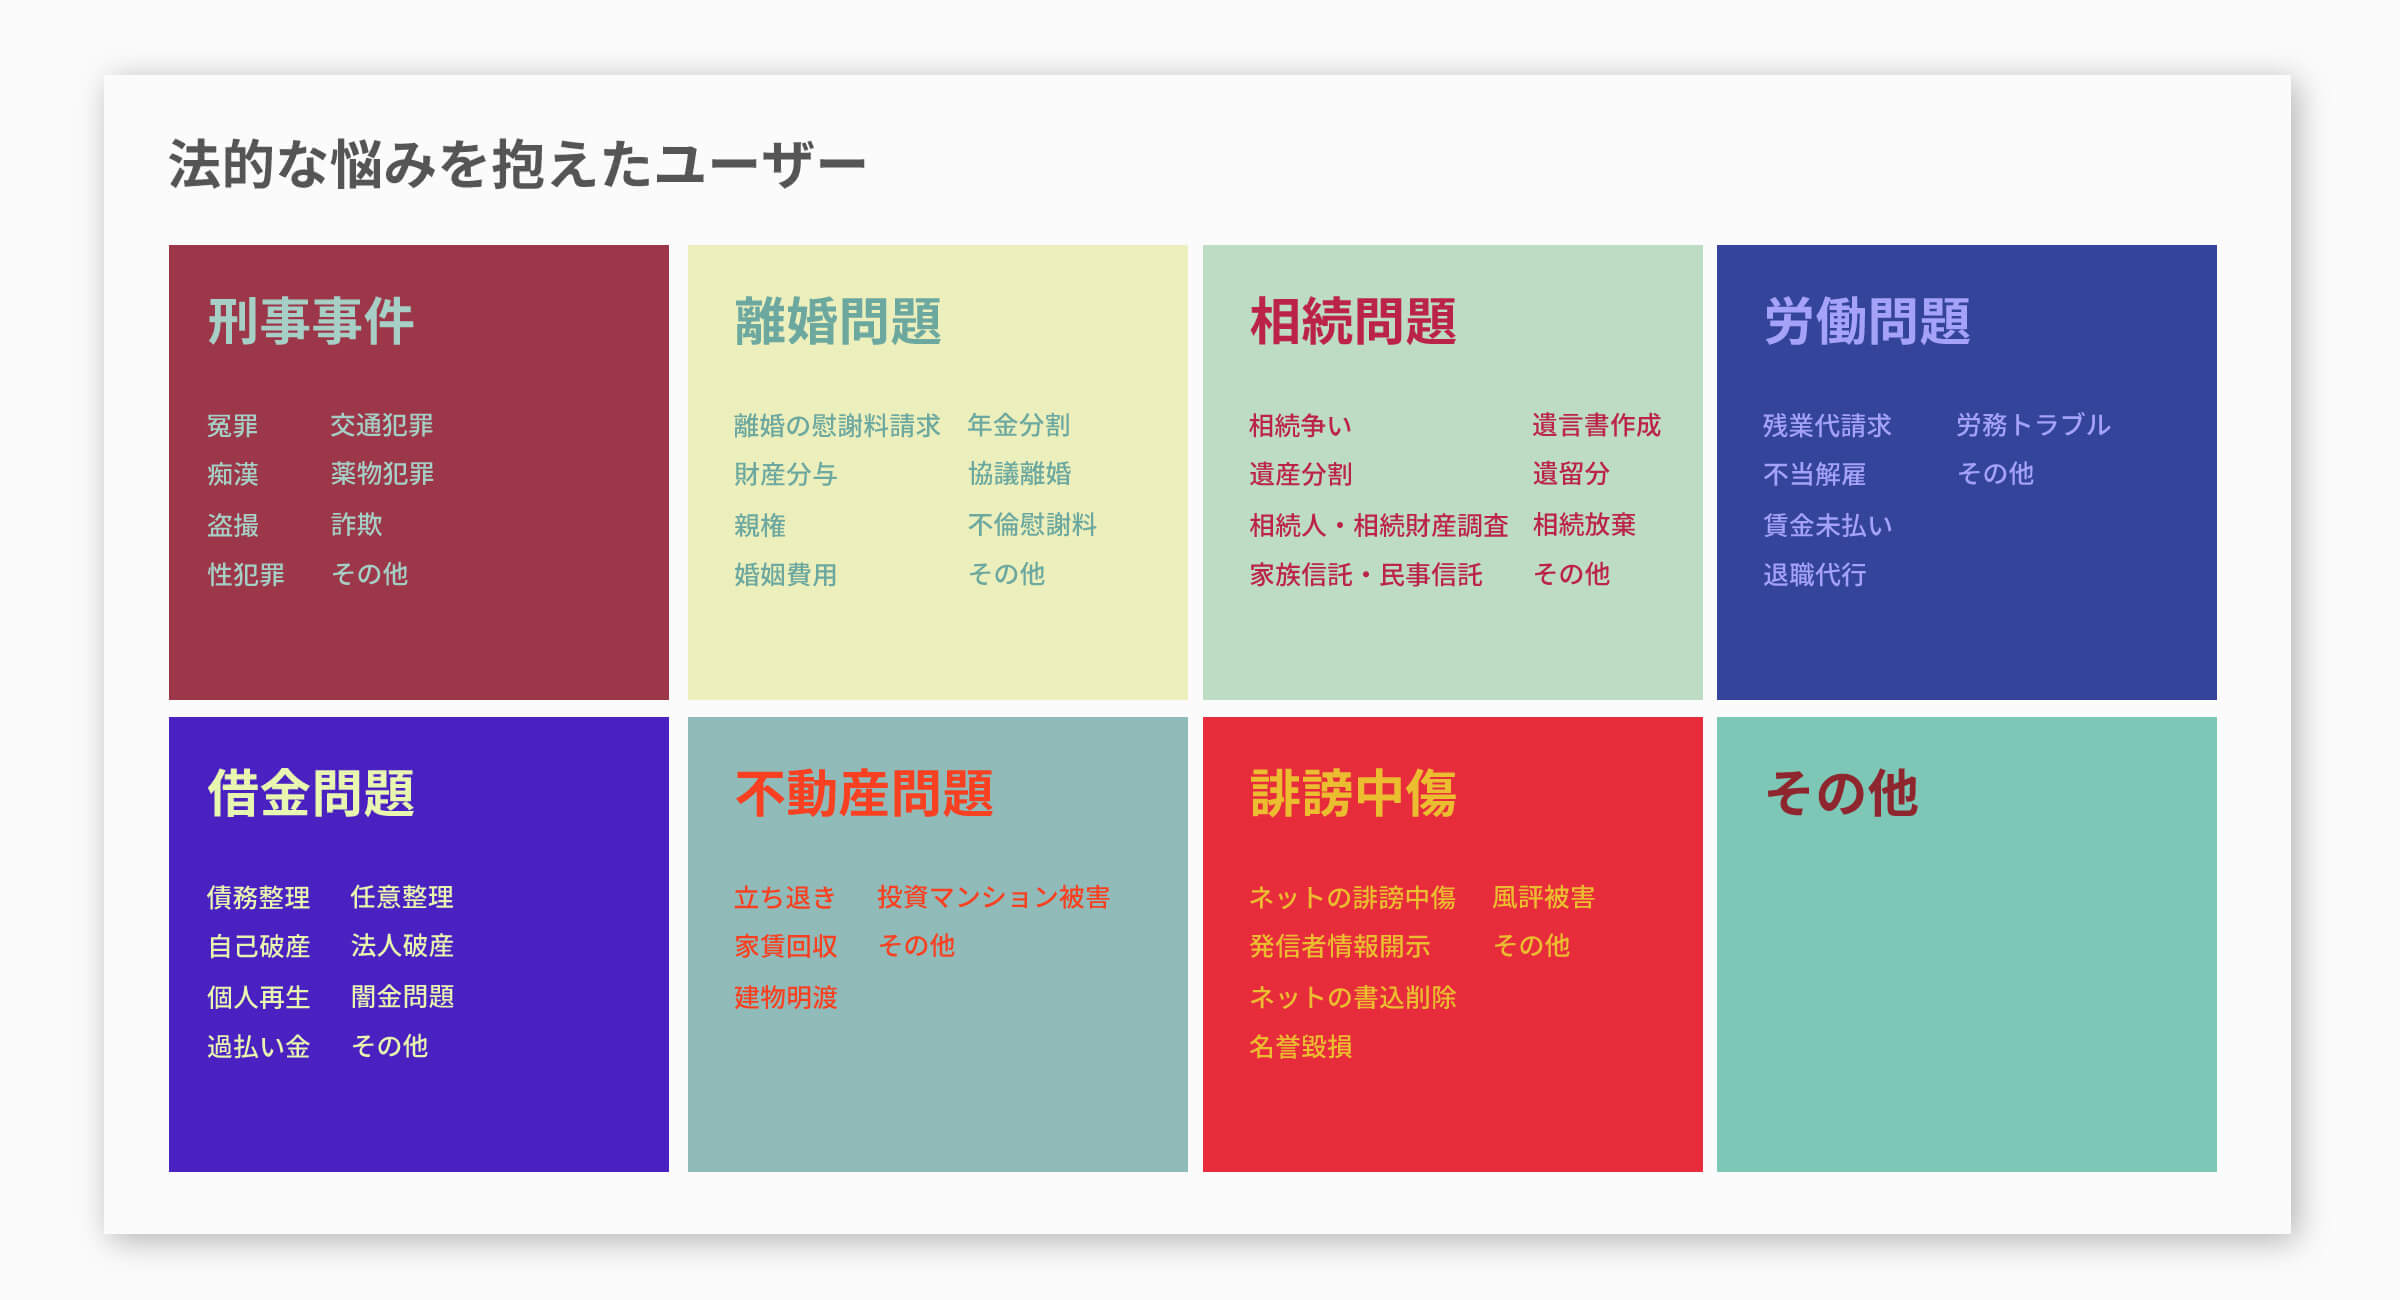 法的な悩みを抱えたユーザー
刑事事件
冤罪
痴漢
盗撮
性犯罪
交通犯罪
薬物犯罪
詐欺
その他
離婚問題
離婚の慰謝料請求
財産分与
親権
婚姻費用
年金分割
協議離婚
不倫慰謝料
その他
相続問題
相続争い
遺産分割
相続人・相続財産調査
家族信託・民事信託
遺言書作成
遺留分
相続放棄
その他
労働問題
残業代請求
不当解雇
賃金未払い
退職代行
労務トラブル
その他
借金問題
債務整理
自己破産
個人再生
過払い金
任意整理
法人破産
闇金問題
その他
不動産問題
立ち退き
家賃回収
建物明渡
投資マンション被害
その他
誹謗中傷
ネットの誹謗中傷
発信者情報開示
ネットの書込削除
名誉毀損
風評被害
その他
その他